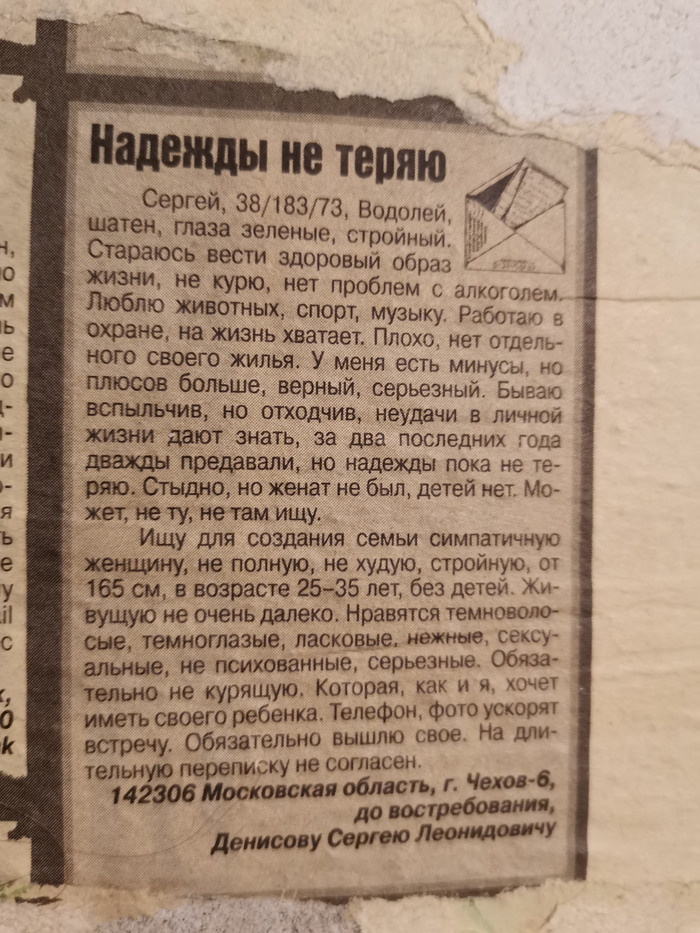 Надежды не теряю
Сергей, 38/183/73, Водолей,
шатен, глаза зеленые, стройный.
Стараюсь вести здоровый образ
жизни, не курю, нет проблем с алкоголем.
Люблю животных, спорт, музыку. Работаю в
охране, на жизнь хватает. Плохо, нет отдель-
ного своего жилья. У меня есть минусы, но
плюсов больше, верный, серьезный. Бываю
вспыльчив, но отходчив, неудачи в личной
жизни дают знать, за два последних года
дважды предавали, но надежды пока не те-
ряю. Стыдно, но женат не был, детей нет. Мо-
жет, не ту, не там ищу.
Ищу для создания семьи симпатичную
женщину, не полную, не худую, стройную, от
165 см, в возрасте 25–35 лет, без детей. Жи-
вущую не очень далеко. Нравятся темноволо-
сые, темноглазые, ласковые, нежные, сексу-
альные, не психованные, серьезные. Обяза-
тельно не курящую. Которая, как и я, хочет
иметь своего ребенка. Телефон, фото ускорят
встречу. Обязательно вышлю свое. На дли-
тельную переписку не согласен.
142306 Московская область, г. Чехов-6,
до востребования,
Денисову Сергею Леонидовичу